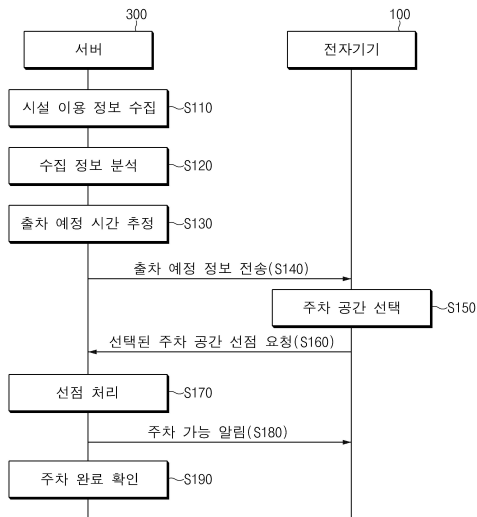 300
100
서버
전자기기
시설 이용 정보 수집
S110
수집 정보 분석
S120
출차 예정 시간 추정
S130
출차 예정 정보 전송(S140)
주차 공간 선택
S150
선택된 주차 공간 선점 요청(S160)
선점 처리
S170
주차 가능 알림(S180)
주차 완료 확인
S190